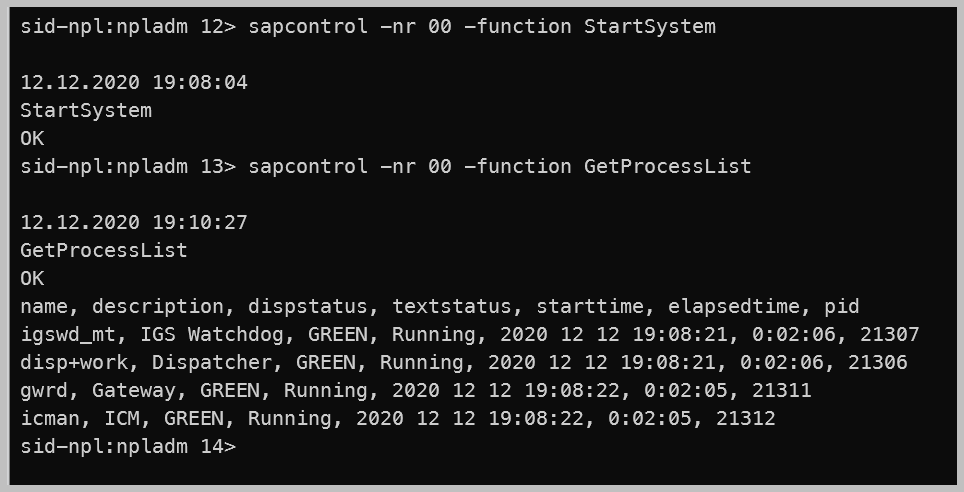 sid-npl:npladm 12> sapcontrol -nr 00 -function StartSystem
12.12.2020 19:08:04
StartSystem
OK
sid-npl:npladm 13> sapcontrol -nr 00 -function GetProcessList
12.12.2020 19:10:27
GetProcessList
OK
name, description, dispstatus, textstatus, starttime, elapsedtime, pid
igswd_mt, IGS Watchdog, GREEN, Running, 2020 12 12 19:08:21, 0:02:06, 21307
disp+work, Dispatcher, GREEN, Running, 2020 12 12 19:08:21, 0:02:06, 21306
gwrd, Gateway, GREEN, Running, 2020 12 12 19:08:22, 0:02:05, 21311
icman, ICM, GREEN, Running, 2020 12 12 19:08:22, 0:02:05, 21312
sid-npl:npladm 14>